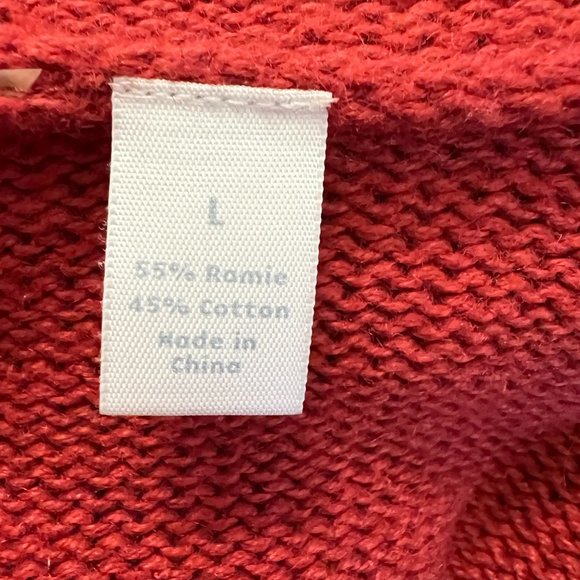 L
55% Ramie
45% Cotton
Made in
China